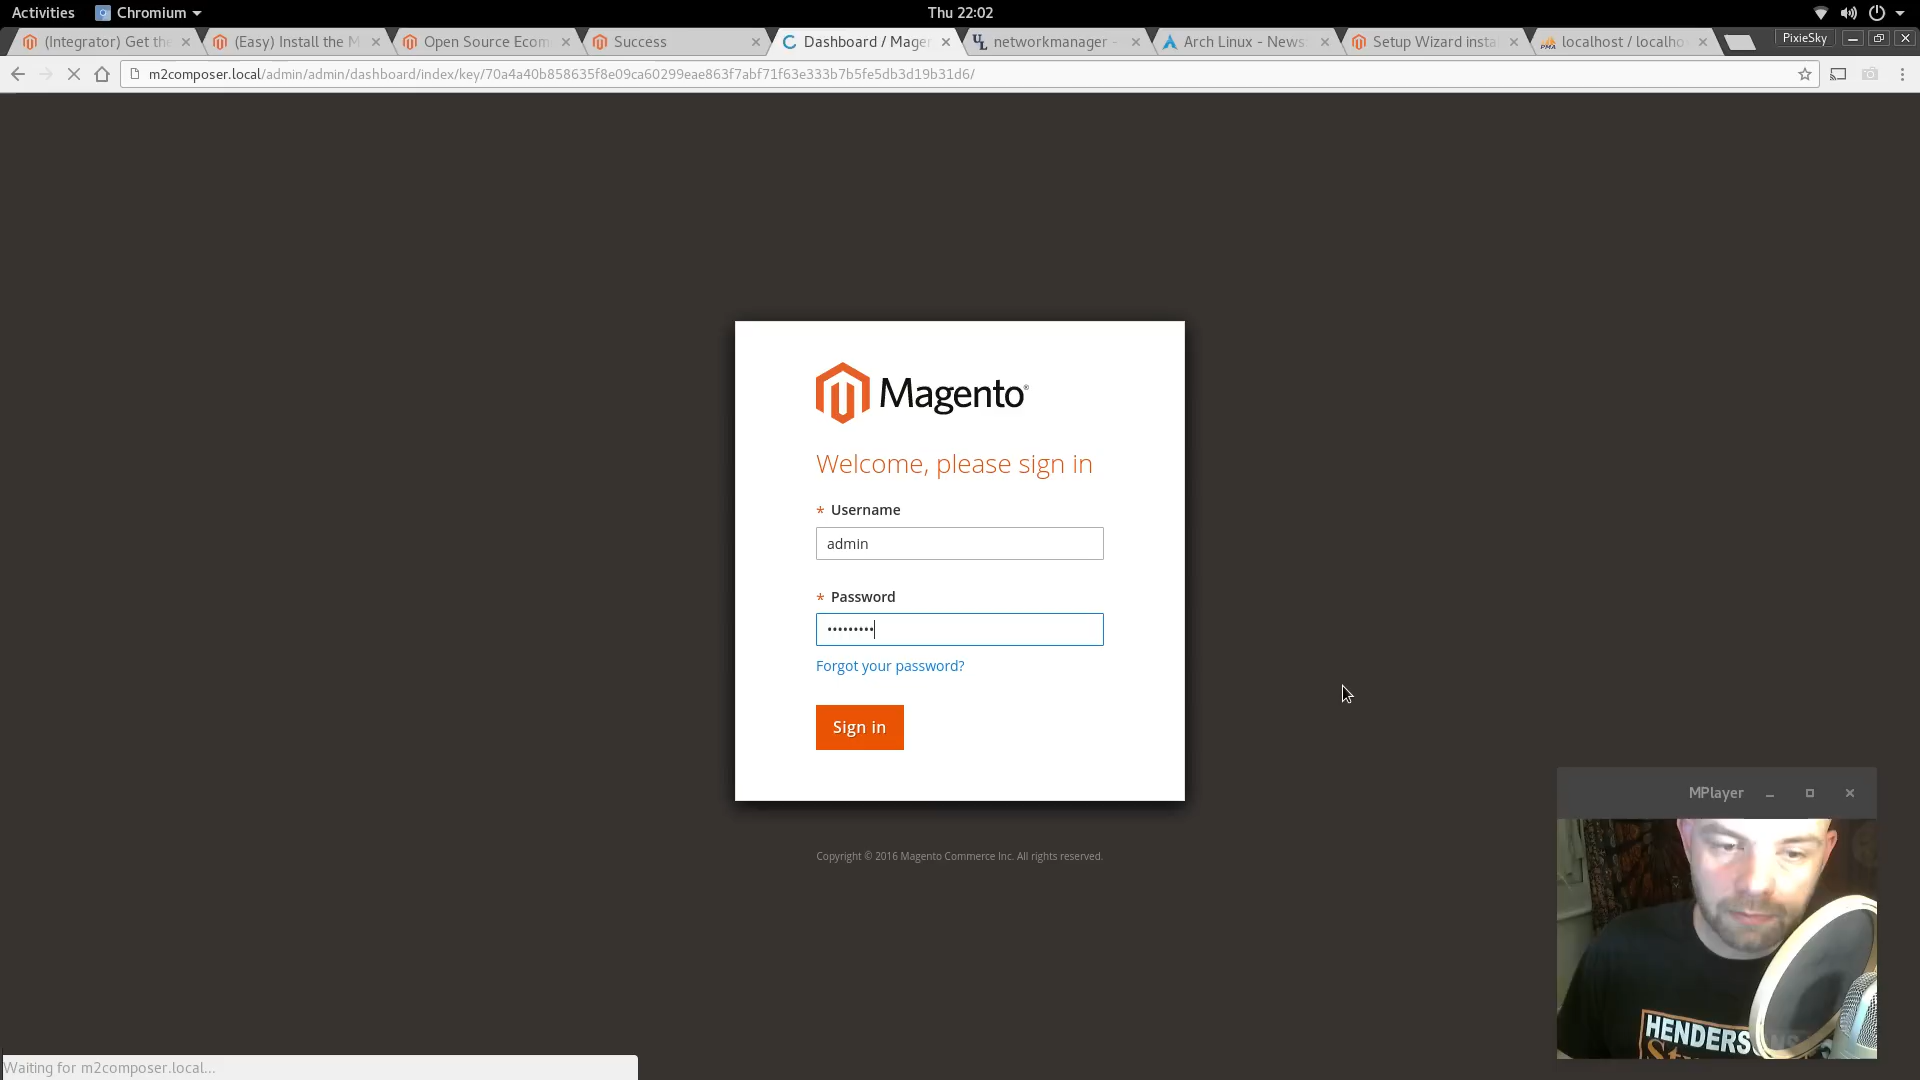 Activities Chromium Thu 22:02
(Integrator) Get the (Easy) Install the M Open Source Ecom Success Dashboard / Magen networkmanager - Arch Linux - News: Setup Wizard insta localhost / localhos PixieSky
m2composer.local/admin/admin/dashboard/index/key/70a4a40b858635f8e09ca60299eae863f7abf71f63e333b7b5fe5db3d19b31d6/
Magento®
Welcome, please sign in
* Username
admin
* Password
•••••••••
Forgot your password?
Sign in
Copyright © 2016 Magento Commerce Inc. All rights reserved.
MPlayer
HENDERS
Waiting for m2composer.local...